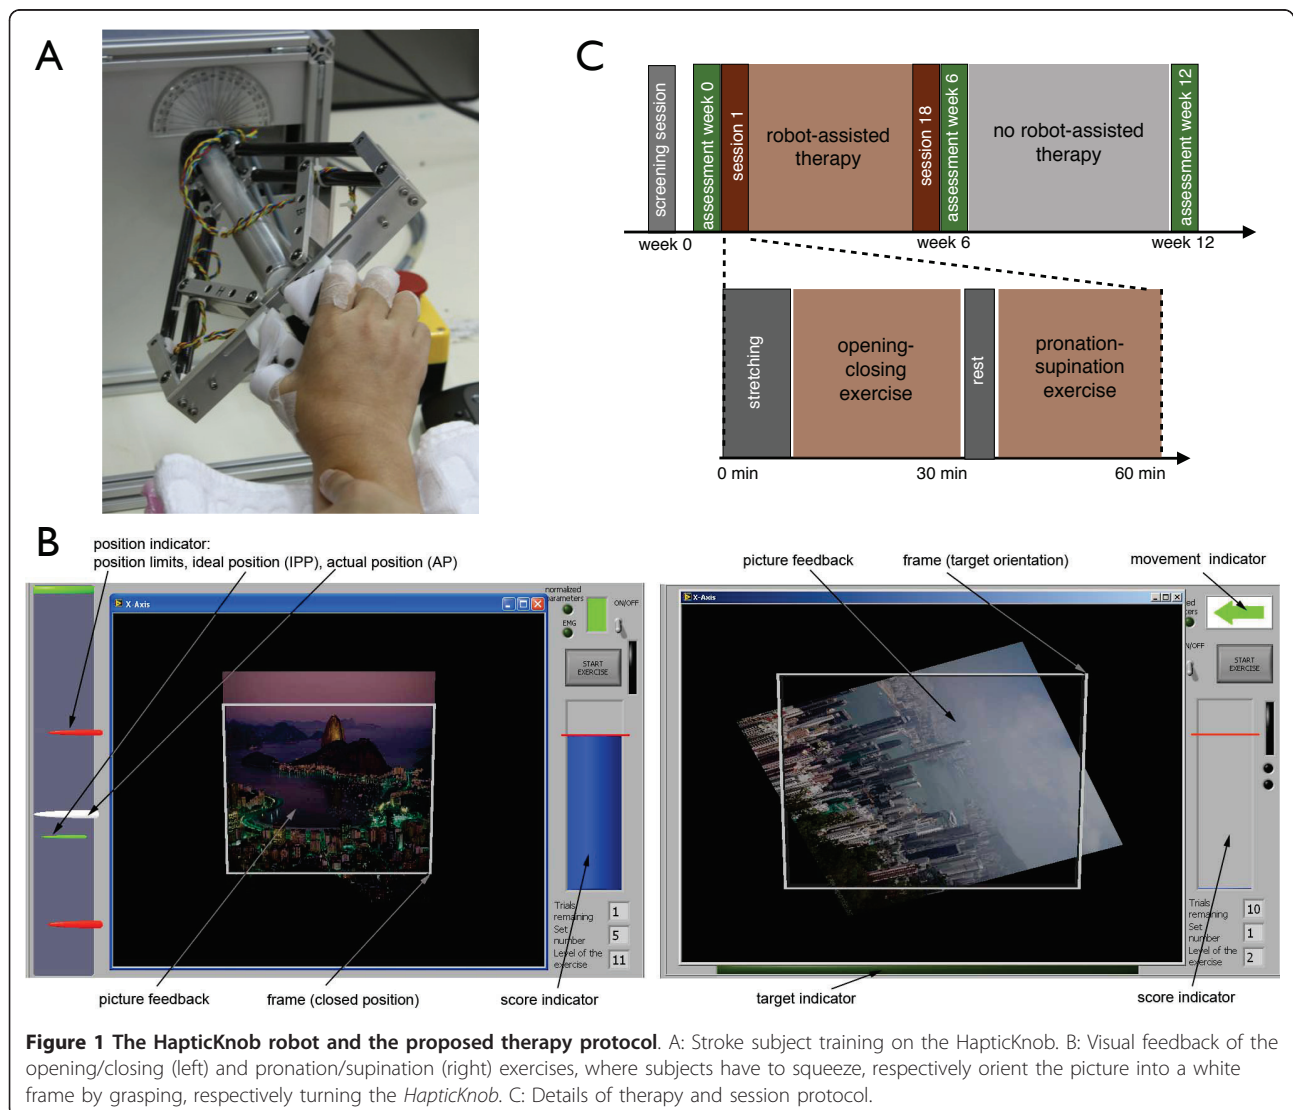 A
C
screening session
assessment week 0
session 1
robot-assisted
therapy
session 18
assessment week 6
no robot-assisted
therapy
assessment week 12
week 0
week 6
week 12
stretching
opening-
closing
exercise
rest
pronation-
supination
exercise
0 min
30 min
60 min
B
position indicator:
position limits, ideal position (IPP), actual position (AP)
picture feedback
frame (target orientation)
movement indicator
X-Axis
normalized
parameters
ON/OFF
EMG
START
EXERCISE
Trials
remaining
1
Set
number
5
Level of the
exercise
11
picture feedback
frame (closed position)
score indicator
X-Axis
START
EXERCISE
Trials
remaining
10
Set
number
1
Level of the
exercise
2
target indicator
score indicator
Figure 1 The HapticKnob robot and the proposed therapy protocol. A: Stroke subject training on the HapticKnob. B: Visual feedback of the
opening/closing (left) and pronation/supination (right) exercises, where subjects have to squeeze, respectively orient the picture into a white
frame by grasping, respectively turning the HapticKnob. C: Details of therapy and session protocol.